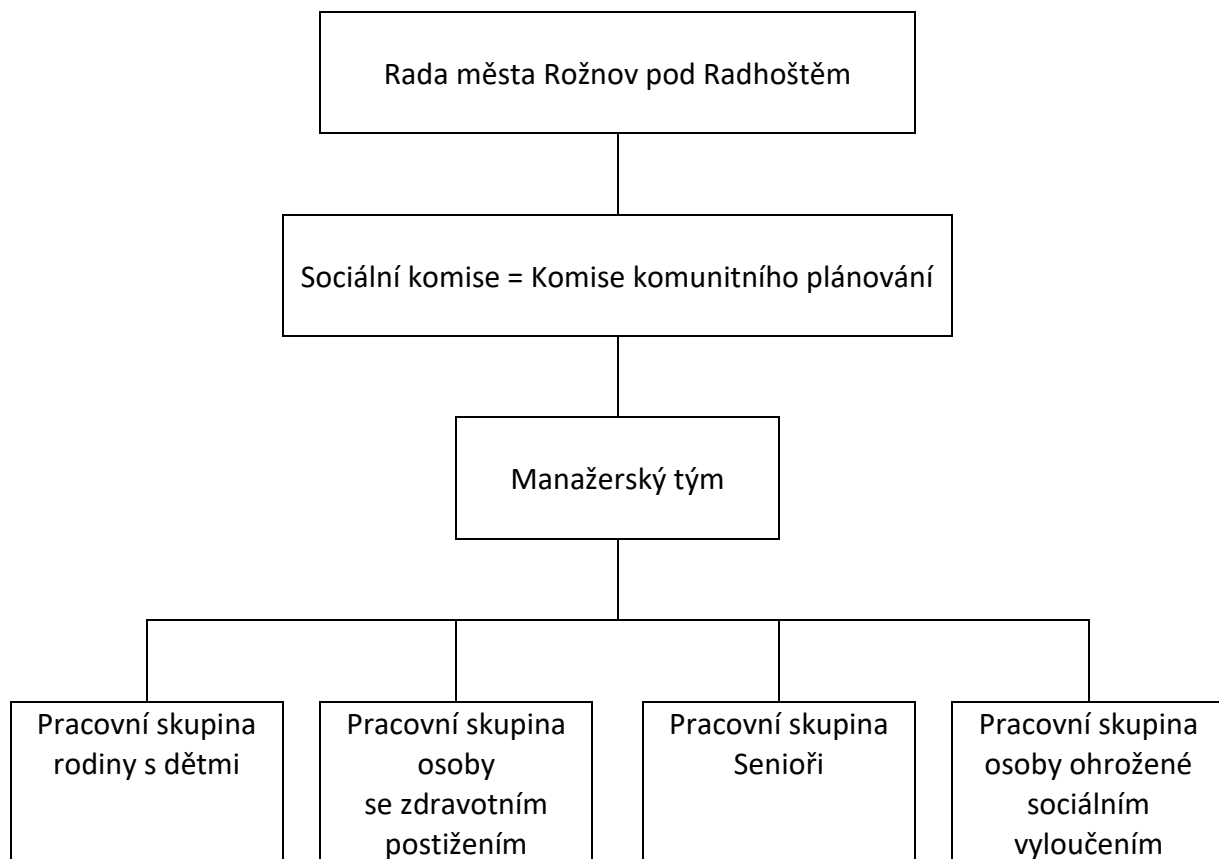 Rada města Rožnov pod Radhoštěm
Sociální komise = Komise komunitního plánování
Manažerský tým
Pracovní skupina
rodiny s dětmi
Pracovní skupina
osoby
se zdravotním
postižením
Pracovní skupina
Senioři
Pracovní skupina
osoby ohrožené
sociálním
vyloučením